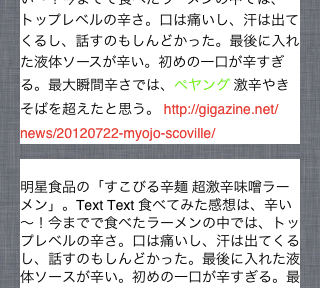 い〜！今までで食べたラーメンの中では、
トップレベルの辛さ。口は痛いし、汗は出て
くるし、話すのもしんどかった。最後に入れ
た液体ソースが辛い。初めの一口が辛すぎ
る。最大瞬間辛さでは、ペヤング 激辛やき
そばを超えたと思う。 http://gigazine.net/
news/20120722-myojo-scoville/
明星食品の「すこびる辛麺 超激辛味噌ラー
メン」。Text Text 食べてみた感想は、辛い
〜！今までで食べたラーメンの中では、トッ
プレベルの辛さ。口は痛いし、汗は出てくる
し、話すのもしんどかった。最後に入れた液
体ソースが辛い。初めの一口が辛すぎる。最